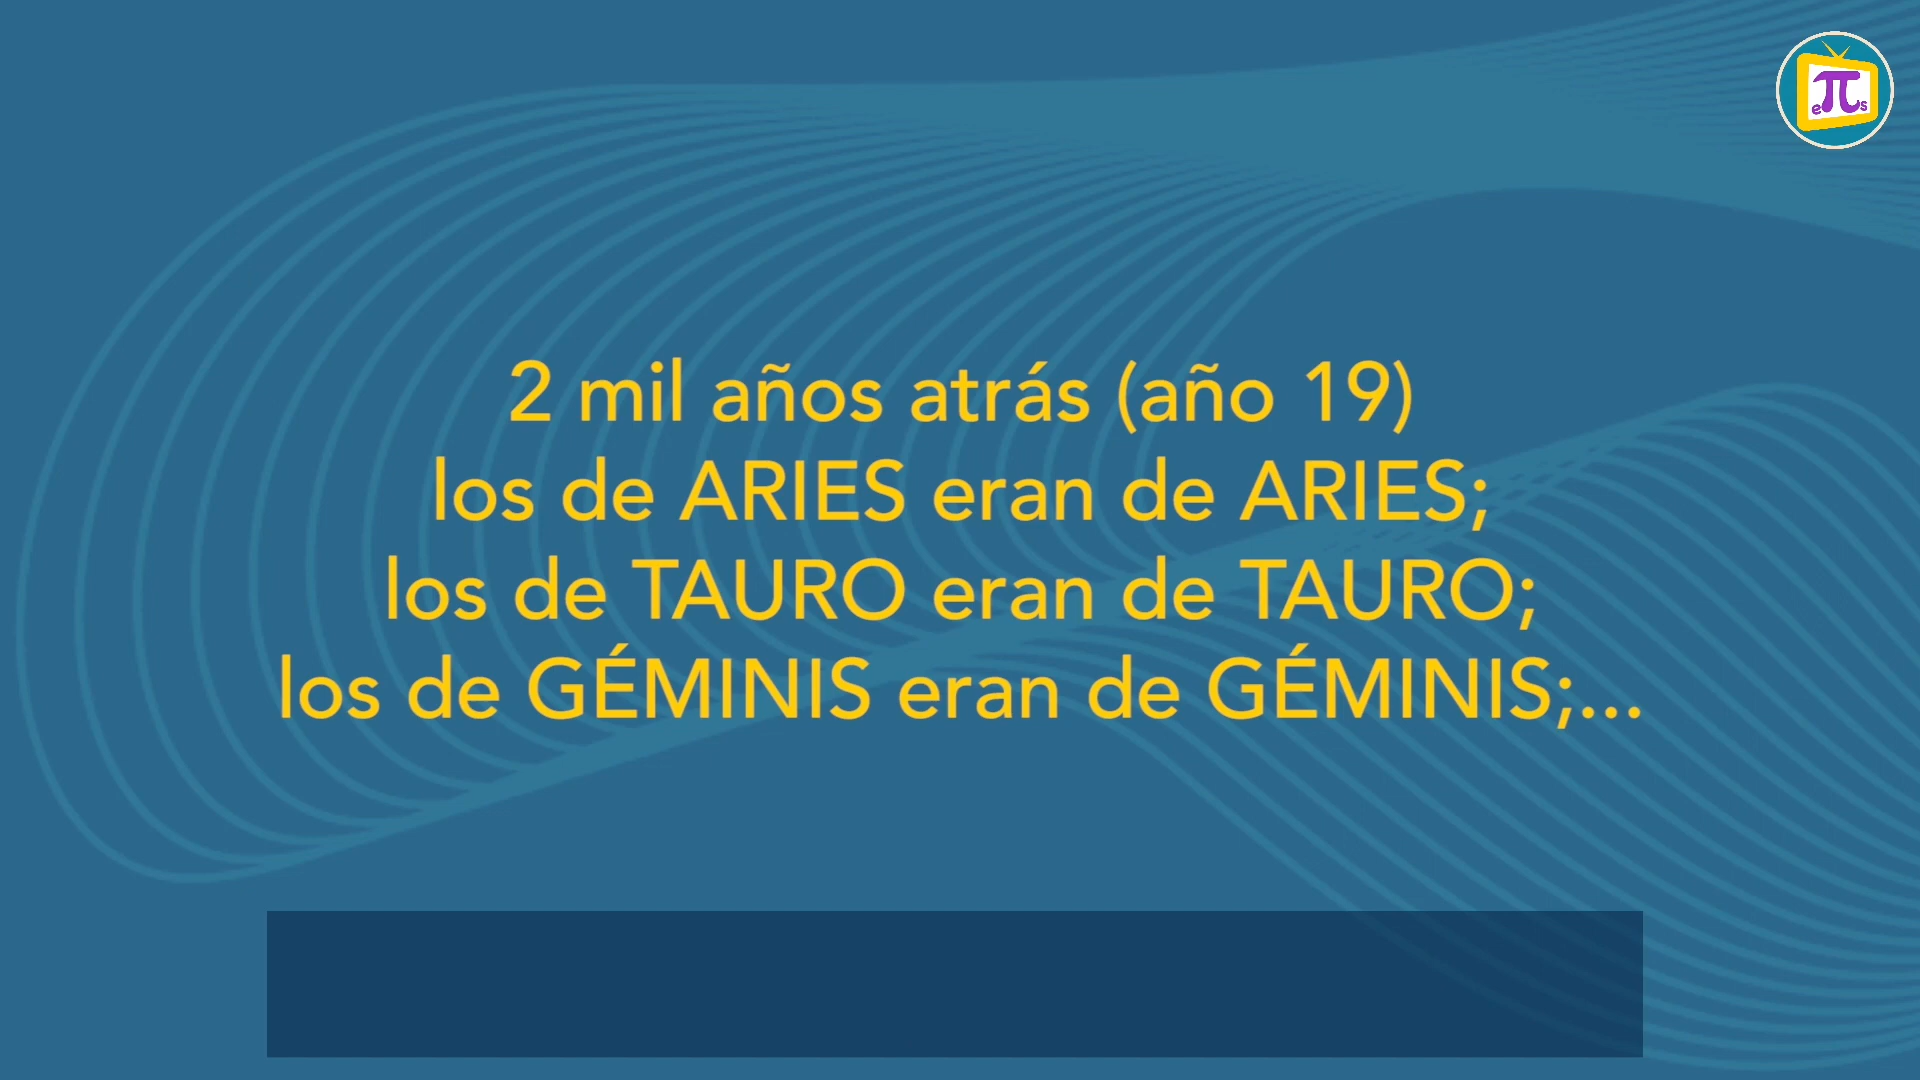 eπs
2 mil años atrás (año 19)
los de ARIES eran de ARIES;
los de TAURO eran de TAURO;
los de GÉMINIS eran de GÉMINIS;...